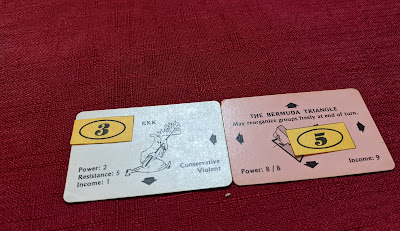 3
KKK
Power: 2
Resistance: 5
Income: 1
Conservative
Violent
THE BERMUDA TRIANGLE
May reorganize groups freely at end of turn.
5
Power: 8 / 8
Income: 9